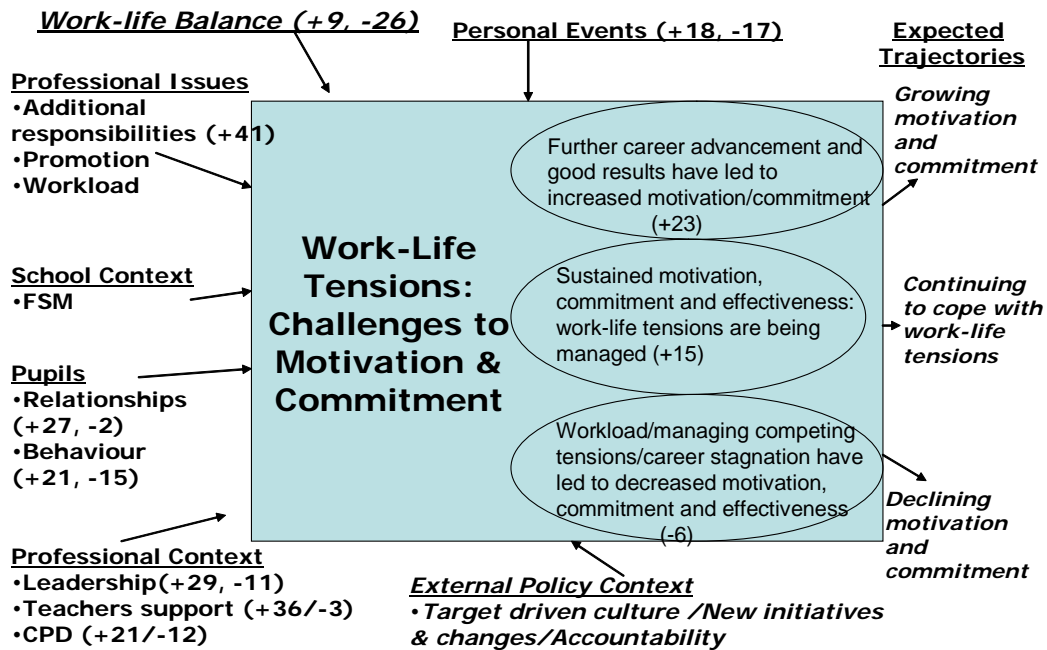 Work-life Balance (+9, -26)
Personal Events (+18, -17)
Expected
Trajectories
Professional Issues
•Additional
responsibilities (+41)
•Promotion
•Workload
School Context
•FSM
Pupils
•Relationships
(+27, -2)
•Behaviour
(+21, -15)
Professional Context
•Leadership(+29, -11)
•Teachers support (+36/-3)
•CPD (+21/-12)
Work-Life
Tensions:
Challenges to
Motivation &
Commitment
Further career advancement and
good results have led to
increased motivation/commitment
(+23)
Sustained motivation,
commitment and effectiveness:
work-life tensions are being
managed (+15)
Workload/managing competing
tensions/career stagnation have
led to decreased motivation,
commitment and effectiveness
(-6)
Growing
motivation
and
commitment
Continuing
to cope with
work-life
tensions
Declining
motivation
and
commitment
External Policy Context
•Target driven culture /New initiatives
& changes/Accountability